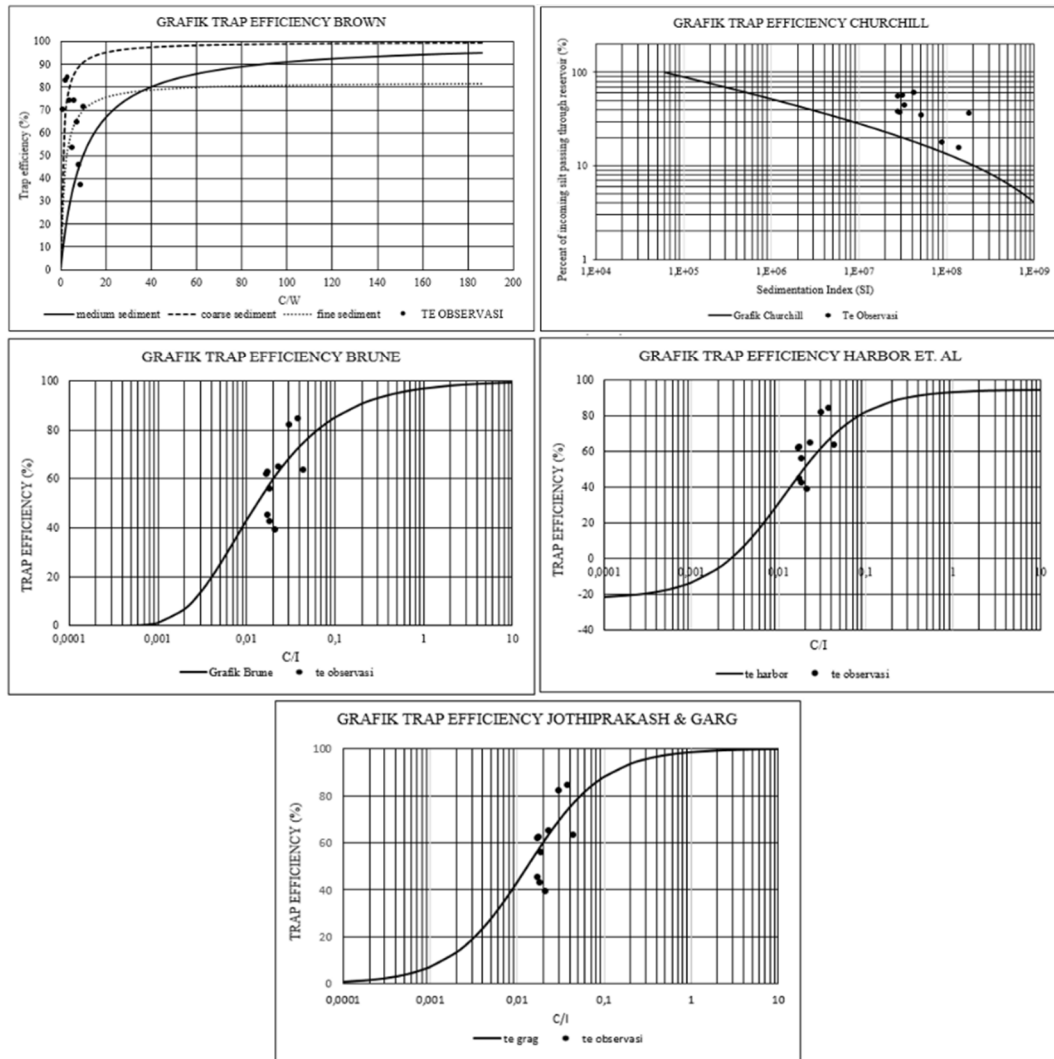 GRAFIK TRAP EFFICIENCY BROWN
Trap efficiency (%)
100
90
80
70
60
50
40
30
20
10
0
0 20 40 60 80 100 120 140 160 180 200
C/W
medium sediment coarse sediment fine sediment TE OBSERVASI
GRAFIK TRAP EFFICIENCY CHURCHILL
Percent of incoming silt passing through reservoir (%)
100
10
1
1,E+04 1,E+05 1,E+06 1,E+07 1,E+08 1,E+09
Sedimentation Index (SI)
Grafik Churchill Te Observasi
GRAFIK TRAP EFFICIENCY BRUNE
TRAP EFFICIENCY (%)
100
80
60
40
20
0
0,0001 0,001 0,01 0,1 1 10
C/I
Grafik Brune te observasi
GRAFIK TRAP EFFICIENCY HARBOR ET. AL
TRAP EFFICIENCY (%)
100
80
60
40
20
0
-20
-40
0,0001 0,001 0,01 0,1 1 10
C/I
te harbor te observasi
GRAFIK TRAP EFFICIENCY JOTHIPRAKASH & GARG
TRAP EFFICIENCY (%)
100
80
60
40
20
0
0,0001 0,001 0,01 0,1 1 10
C/I
te grag te observasi